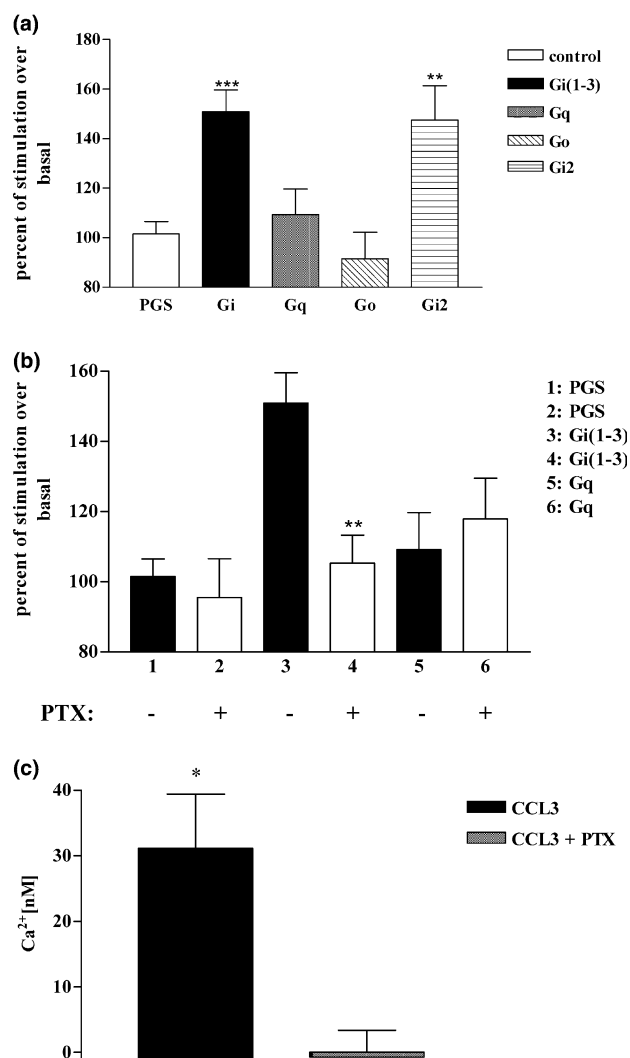 (a)
percent of stimulation over
basal
180
160
140
120
100
80
***
**
PGS Gi Gq Go Gi2
control
Gi(1-3)
Gq
Go
Gi2
(b)
percent of stimulation over
basal
160
140
120
100
80
**
1 2 3 4 5 6
PTX: - + - + - +
1: PGS
2: PGS
3: Gi(1-3)
4: Gi(1-3)
5: Gq
6: Gq
(c)
Ca2+[nM]
40
30
20
10
0
*
CCL3
CCL3 + PTX